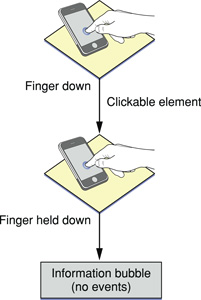 Finger down
Clickable element
Finger held down
Information bubble
(no events)